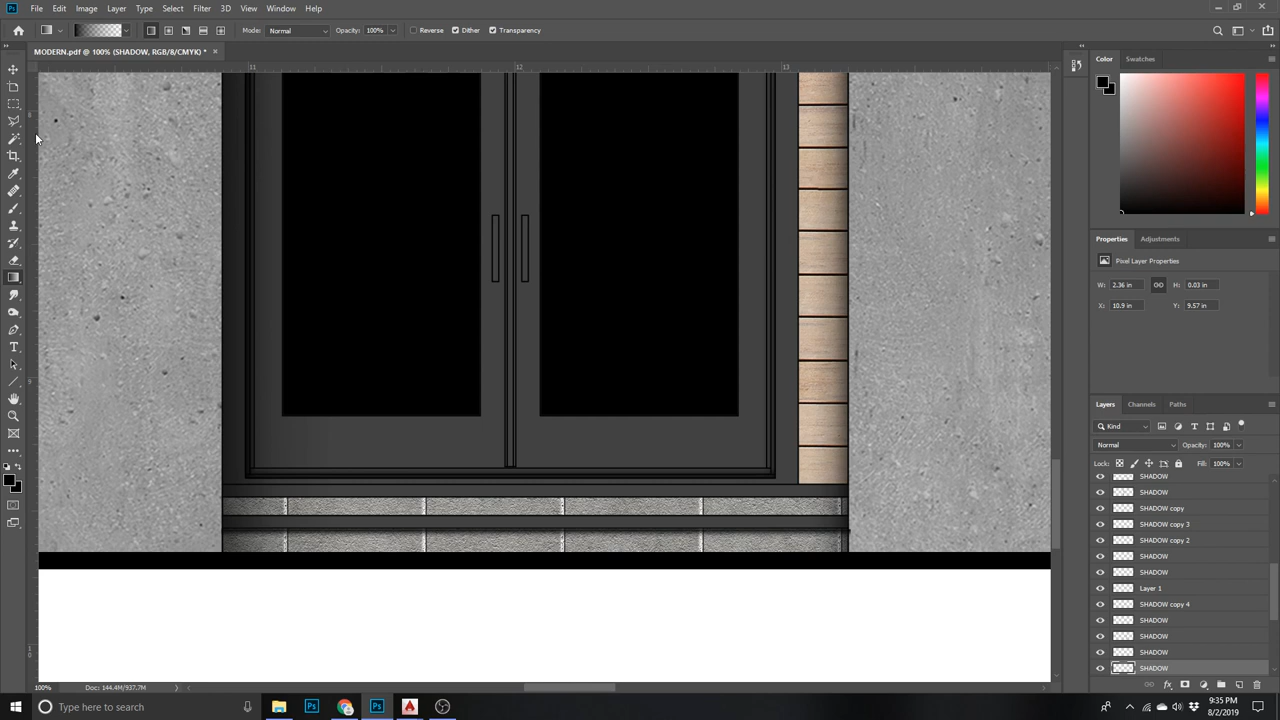 File Edit Image Layer Type Select Filter 3D View Window Help
Mode: Normal Opacity: 100% Reverse Dither Transparency
MODERN.pdf @ 100% (SHADOW, RGB/8/CMYK) * ×
11 12 13
8
9
10
Color Swatches
Properties Adjustments
Pixel Layer Properties
W: 2.36 in H: 0.03 in
X: 10.9 in Y: 9.57 in
Layers Channels Paths
Kind
Normal Opacity: 100%
Lock: Fill: 100%
SHADOW
SHADOW
SHADOW copy
SHADOW copy 3
SHADOW copy 2
SHADOW
SHADOW
Layer 1
SHADOW copy 4
SHADOW
SHADOW
SHADOW
SHADOW
100% Doc: 144.4M/937.7M
Type here to search
9:35 PM
8/2/2019